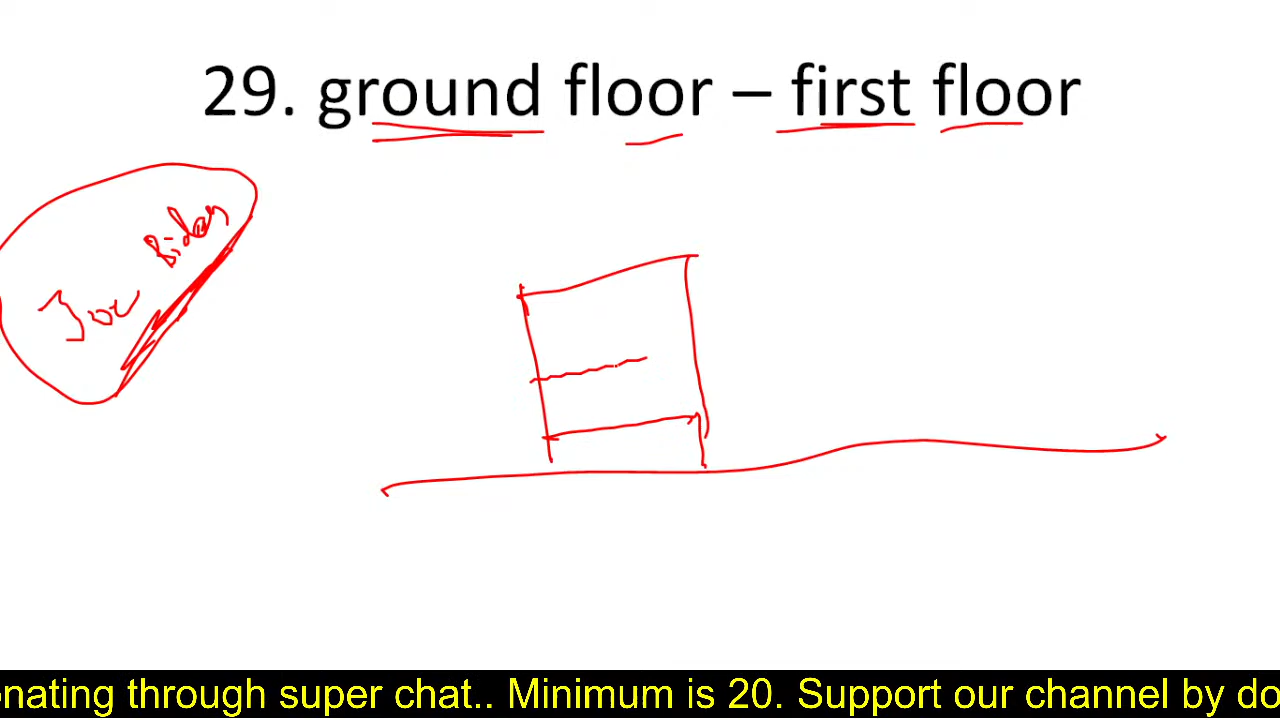 29. ground floor – first floor
Joe Biden
onating through super chat.. Minimum is 20. Support our channel by do